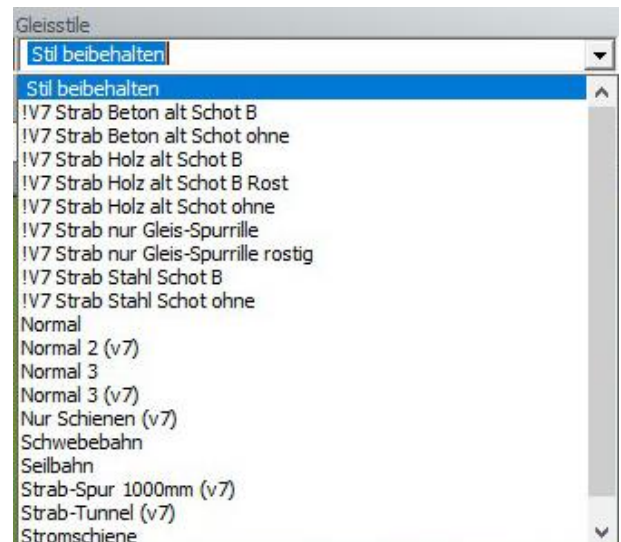 Gleisstile
Stil beibehalten
Stil beibehalten
!V7 Strab Beton alt Schot B
!V7 Strab Beton alt Schot ohne
!V7 Strab Holz alt Schot B
!V7 Strab Holz alt Schot B Rost
!V7 Strab Holz alt Schot ohne
!V7 Strab nur Gleis-Spurrille
!V7 Strab nur Gleis-Spurrille rostig
!V7 Strab Stahl Schot B
!V7 Strab Stahl Schot ohne
Normal
Normal 2 (v7)
Normal 3
Normal 3 (v7)
Nur Schienen (v7)
Schwebebahn
Seilbahn
Strab-Spur 1000mm (v7)
Strab-Tunnel (v7)
Stromschiene